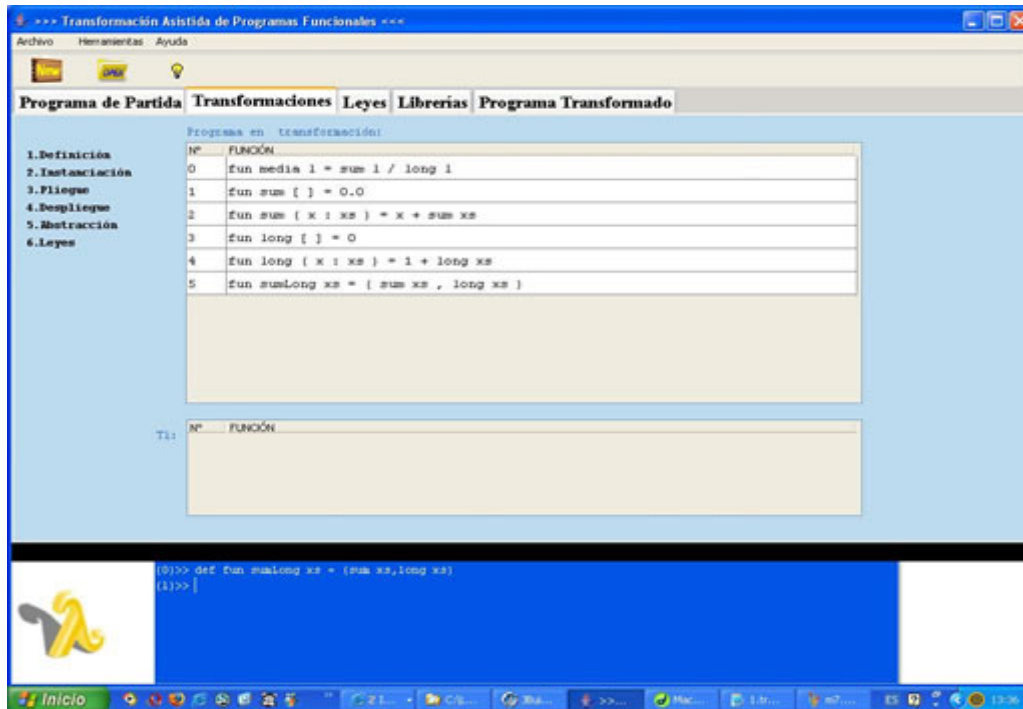 >>> Transformación Asistida de Programas Funcionales <<<
Archivo Herramientas Ayuda
OPEN
Programa de Partida Transformaciones Leyes Librerías Programa Transformado
Programa en transformación:
1.Definición
2.Instanciación
3.Pliegue
4.Despliegue
5.Abstracción
6.Leyes
Nº FUNCIÓN
0 fun media l = sum l / long l
1 fun sum [ ] = 0.0
2 fun sum ( x : xs ) = x + sum xs
3 fun long [ ] = 0
4 fun long ( x : xs ) = 1 + long xs
5 fun sumLong xs = ( sum xs , long xs )
Nº FUNCIÓN
(0)>> def fun sumLong xs = (sum xs,long xs)
(1)>>
Inicio
ES
13:36